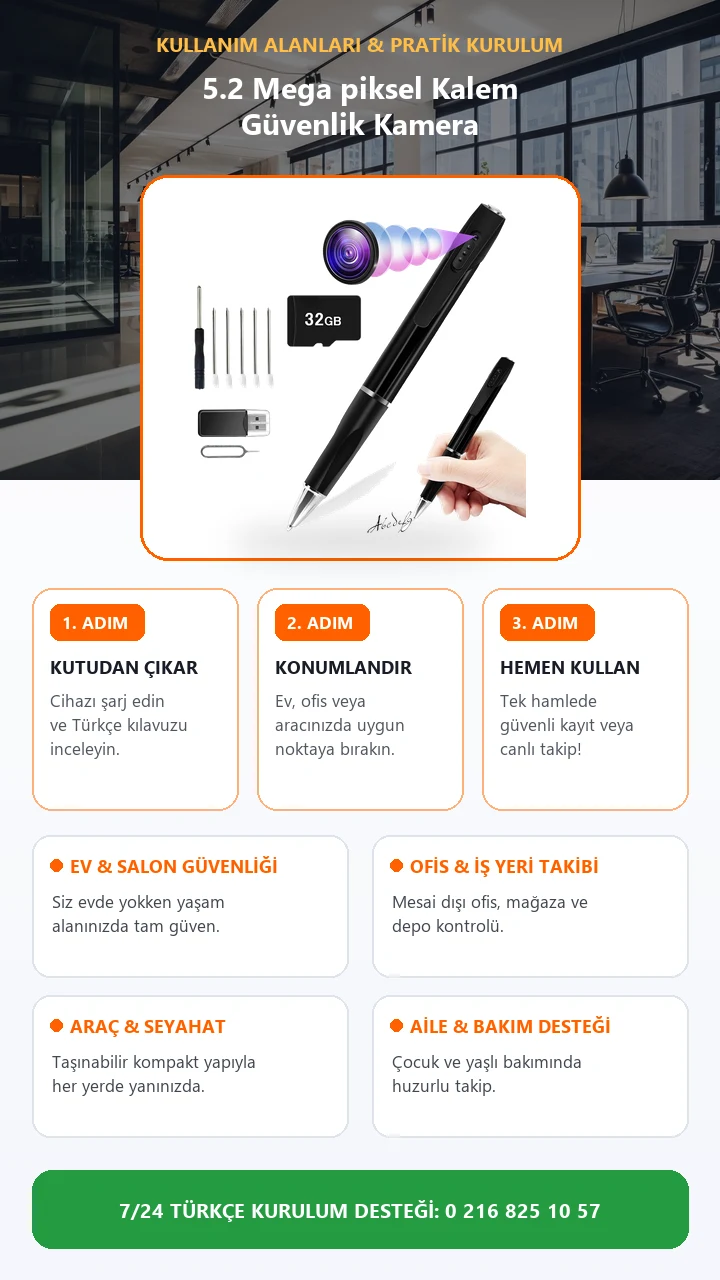 KULLANIM ALANLARI & PRATİK KURULUM
5.2 Mega piksel Kalem
Güvenlik Kamera
32GB
Abcdefg
1. ADIM
KUTUDAN ÇIKAR
Cihazı şarj edin
ve Türkçe kılavuzu
inceleyin.
2. ADIM
KONUMLANDIR
Ev, ofis veya
aracınızda uygun
noktaya bırakın.
3. ADIM
HEMEN KULLAN
Tek hamlede
güvenli kayıt veya
canlı takip!
EV & SALON GÜVENLİĞİ
Siz evde yokken yaşam
alanınızda tam güven.
OFİS & İŞ YERİ TAKİBİ
Mesai dışı ofis, mağaza ve
depo kontrolü.
ARAÇ & SEYAHAT
Taşınabilir kompakt yapıyla
her yerde yanınızda.
AİLE & BAKIM DESTEĞİ
Çocuk ve yaşlı bakımında
huzurlu takip.
7/24 TÜRKÇE KURULUM DESTEĞİ: 0 216 825 10 57